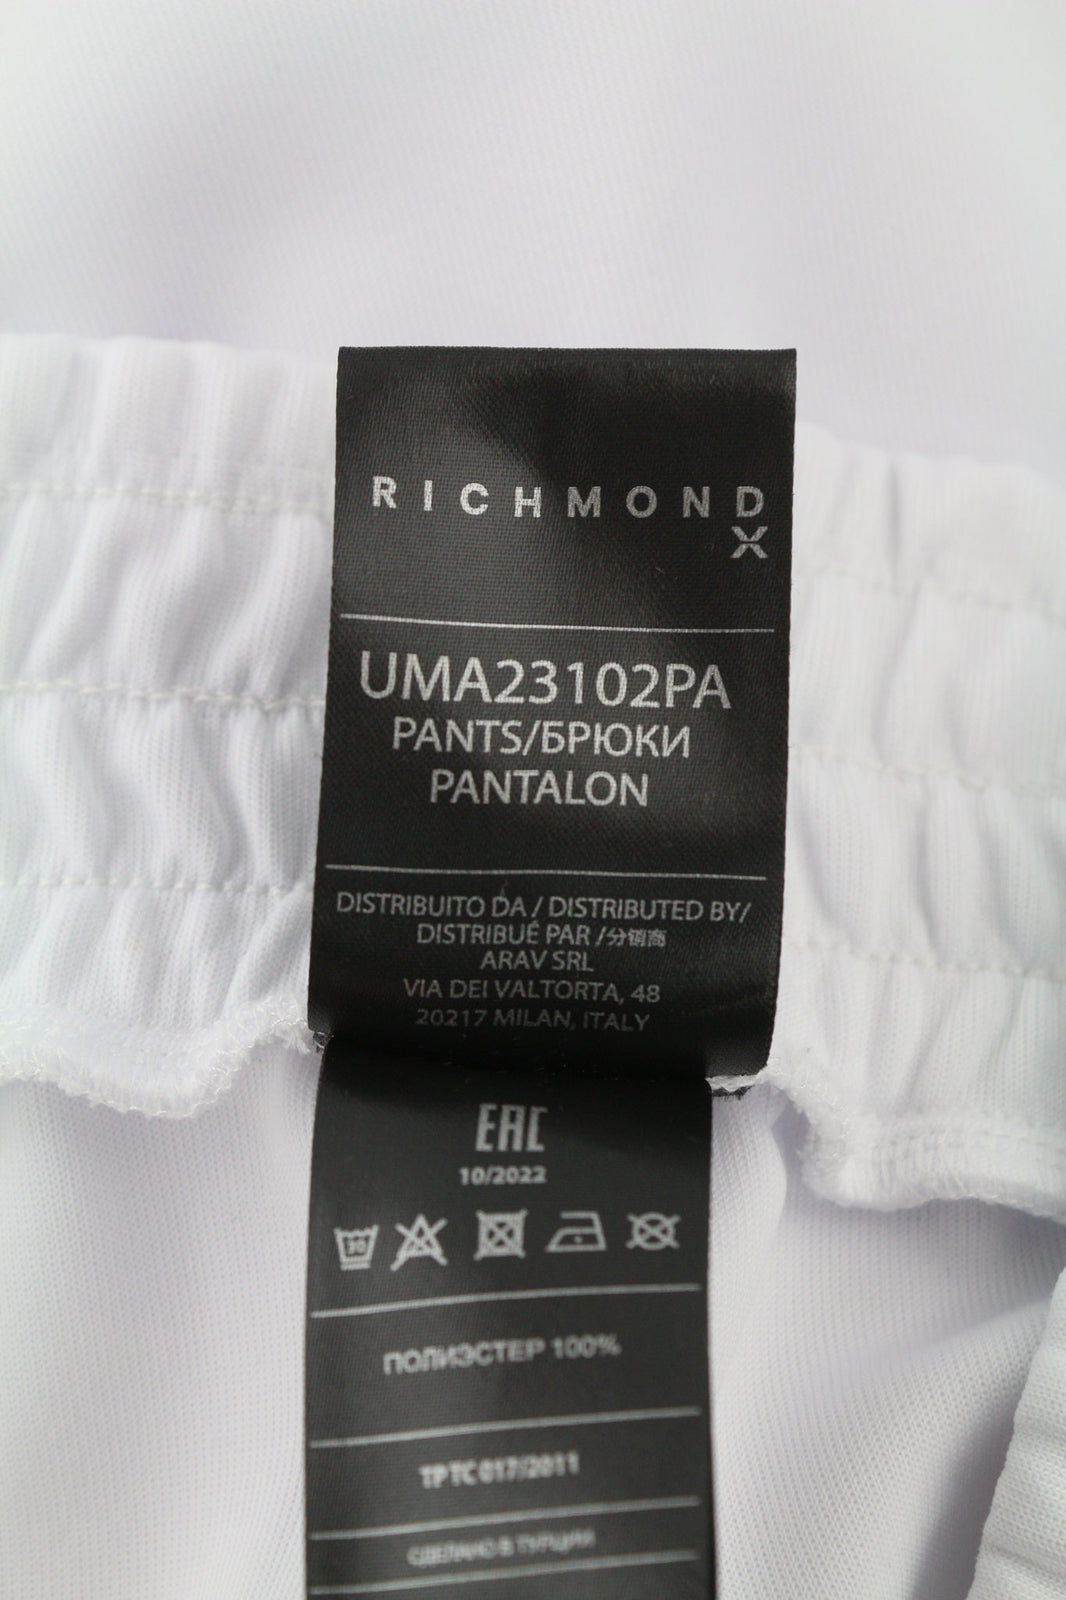 RICHMOND
X
UMA23102PA
PANTS/БРЮКИ
PANTALON
DISTRIBUITO DA / DISTRIBUTED BY/
DISTRIBUÉ PAR /分销商
ARAV SRL
VIA DEI VALTORTA, 48
20217 MILAN, ITALY
EAC
10/2022
30
ПОЛИЭСТЕР 100%
ТР ТС 017/2011
СДЕЛАНО В ТУРЦИИ